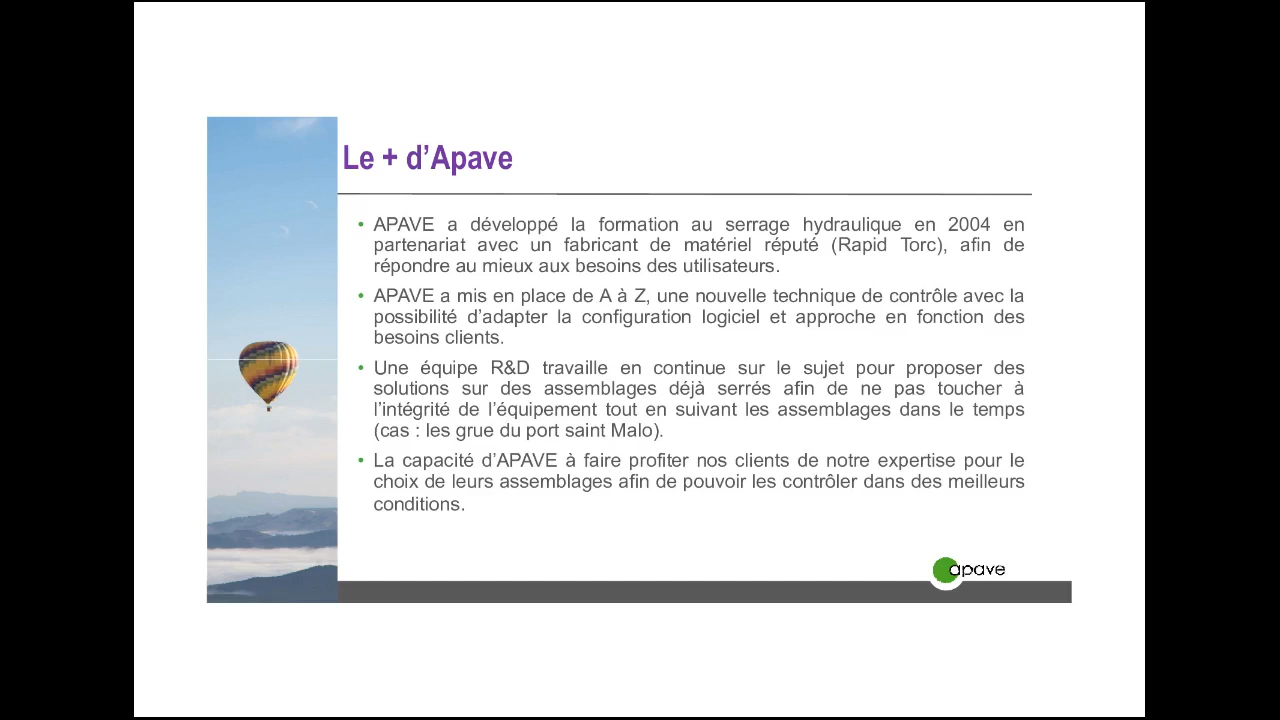 Le + d’Apave
• APAVE a développé la formation au serrage hydraulique en 2004 en
partenariat avec un fabricant de matériel réputé (Rapid Torc), afin de
répondre au mieux aux besoins des utilisateurs.
• APAVE a mis en place de A à Z, une nouvelle technique de contrôle avec la
possibilité d’adapter la configuration logiciel et approche en fonction des
besoins clients.
• Une équipe R&D travaille en continue sur le sujet pour proposer des
solutions sur des assemblages déjà serrés afin de ne pas toucher à
l’intégrité de l’équipement tout en suivant les assemblages dans le temps
(cas : les grue du port saint Malo).
• La capacité d’APAVE à faire profiter nos clients de notre expertise pour le
choix de leurs assemblages afin de pouvoir les contrôler dans des meilleurs
conditions.
apave